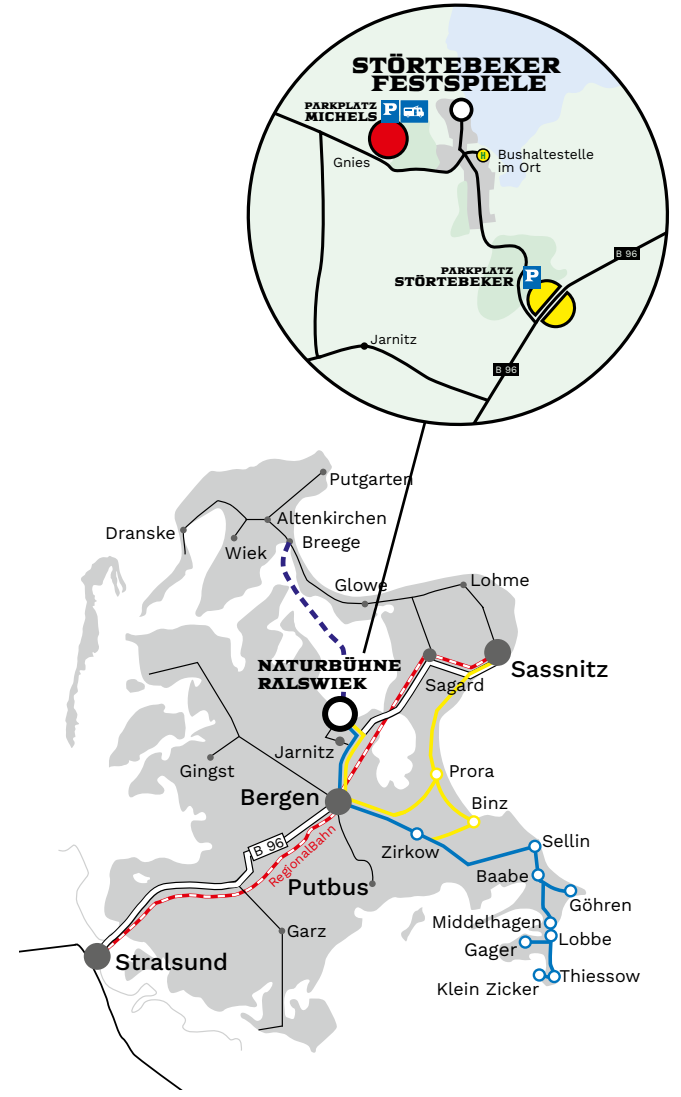 STÖRTEBEKER
FESTSPIELE
PARKPLATZ
MICHELS
P
Gnies
H
Bushaltestelle
im Ort
B 96
PARKPLATZ
STÖRTEBEKER
P
Jarnitz
B 96
Putgarten
Altenkirchen
Dranske
Wiek
Breege
Glowe
Lohme
NATURBÜHNE
RALSWIEK
Sassnitz
Sagard
Jarnitz
Gingst
Prora
Bergen
Binz
B 96
Zirkow
Sellin
RegionalBahn
Baabe
Putbus
Göhren
Middelhagen
Garz
Lobbe
Gager
Stralsund
Thiessow
Klein Zicker